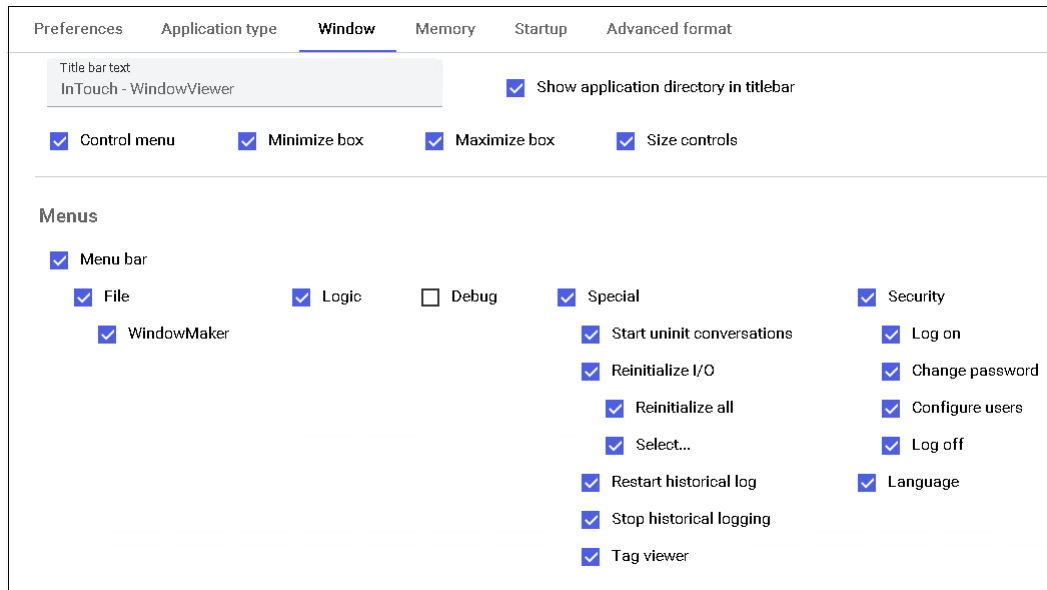 Preferences Application type Window Memory Startup Advanced format
Title bar text
InTouch - WindowViewer
Show application directory in titlebar
Control menu Minimize box Maximize box Size controls
Menus
Menu bar
File Logic Debug Special Security
WindowMaker Start uninit conversations Log on
Reinitialize I/O Change password
Reinitialize all Configure users
Select... Log off
Restart historical log Language
Stop historical logging
Tag viewer